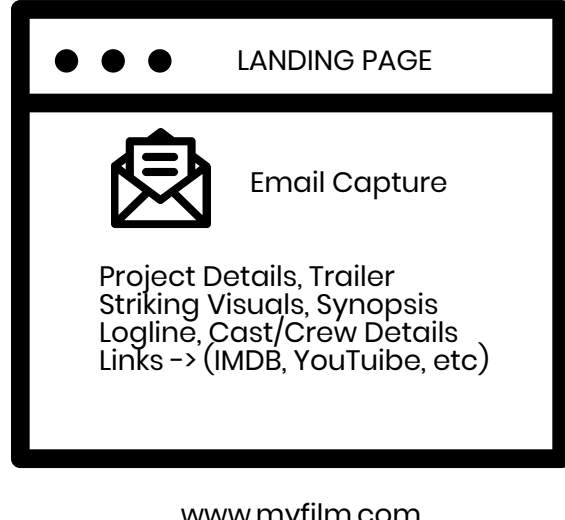 LANDING PAGE
Email Capture
Project Details, Trailer
Striking Visuals, Synopsis
Logline, Cast/Crew Details
Links -> (IMDB, YouTuibe, etc)
www.myfilm.com